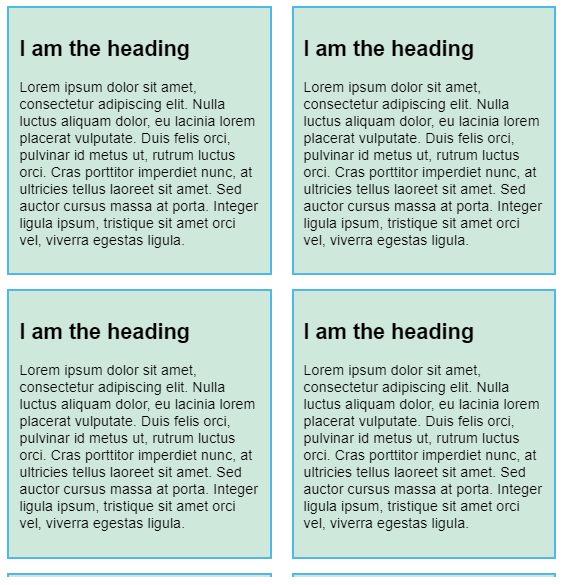 I am the heading
Lorem ipsum dolor sit amet,
consectetur adipiscing elit. Nulla
luctus aliquam dolor, eu lacinia lorem
placerat vulputate. Duis felis orci,
pulvinar id metus ut, rutrum luctus
orci. Cras porttitor imperdiet nunc, at
ultricies tellus laoreet sit amet. Sed
auctor cursus massa at porta. Integer
ligula ipsum, tristique sit amet orci
vel, viverra egestas ligula.
I am the heading
Lorem ipsum dolor sit amet,
consectetur adipiscing elit. Nulla
luctus aliquam dolor, eu lacinia lorem
placerat vulputate. Duis felis orci,
pulvinar id metus ut, rutrum luctus
orci. Cras porttitor imperdiet nunc, at
ultricies tellus laoreet sit amet. Sed
auctor cursus massa at porta. Integer
ligula ipsum, tristique sit amet orci
vel, viverra egestas ligula.
I am the heading
Lorem ipsum dolor sit amet,
consectetur adipiscing elit. Nulla
luctus aliquam dolor, eu lacinia lorem
placerat vulputate. Duis felis orci,
pulvinar id metus ut, rutrum luctus
orci. Cras porttitor imperdiet nunc, at
ultricies tellus laoreet sit amet. Sed
auctor cursus massa at porta. Integer
ligula ipsum, tristique sit amet orci
vel, viverra egestas ligula.
I am the heading
Lorem ipsum dolor sit amet,
consectetur adipiscing elit. Nulla
luctus aliquam dolor, eu lacinia lorem
placerat vulputate. Duis felis orci,
pulvinar id metus ut, rutrum luctus
orci. Cras porttitor imperdiet nunc, at
ultricies tellus laoreet sit amet. Sed
auctor cursus massa at porta. Integer
ligula ipsum, tristique sit amet orci
vel, viverra egestas ligula.